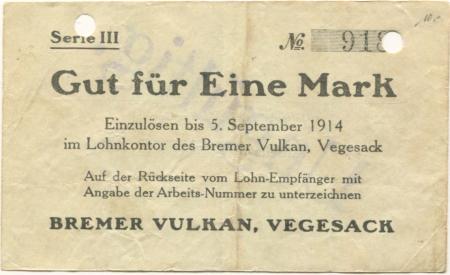 Serie III
№ 918
Gut für Eine Mark
Einzulösen bis 5. September 1914
im Lohnkontor des Bremer Vulkan, Vegesack
Auf der Rückseite vom Lohn-Empfänger mit
Angabe der Arbeits-Nummer zu unterzeichnen
BREMER VULKAN, VEGESACK